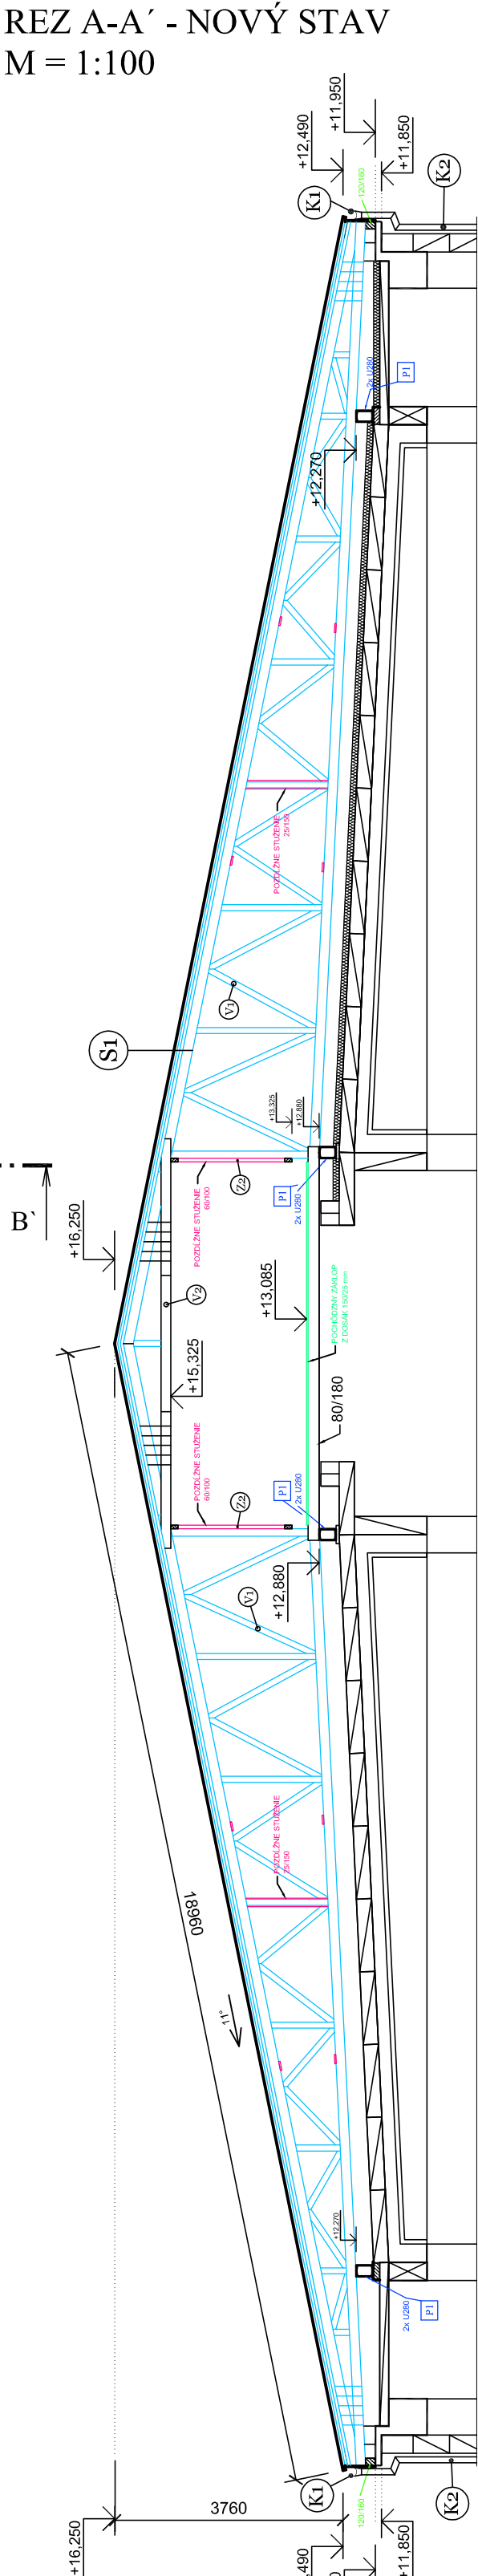 REZ A-A´ - NOVÝ STAV
M = 1:100
+12,490
+11,950
+11,850
K1
K2
120/160
2x U280
P1
+12,270
POZDĹŽNE STUŽENIE
25/150
V1
S1
+13.325
+12.880
B`
+16,250
POZDĹŽNE STUŽENIE
60/100
Z2
P1
2x U280
V2
+13,085
POCHÔDZNY ZÁKLOP
Z DOSÁK 150/25 mm
+15,325
80/180
POZDĹŽNE STUŽENIE
60/100
Z2
P1
2x U280
+12,880
V1
POZDĹŽNE STUŽENIE
25/150
18960
11°
+12,270
2x U280
P1
K1
K2
120/160
3760
+16,250
,490
+11,850